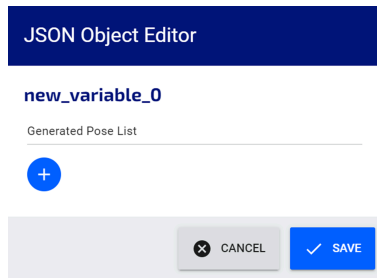 JSON Object Editor
new_variable_0
Generated Pose List
CANCEL
SAVE